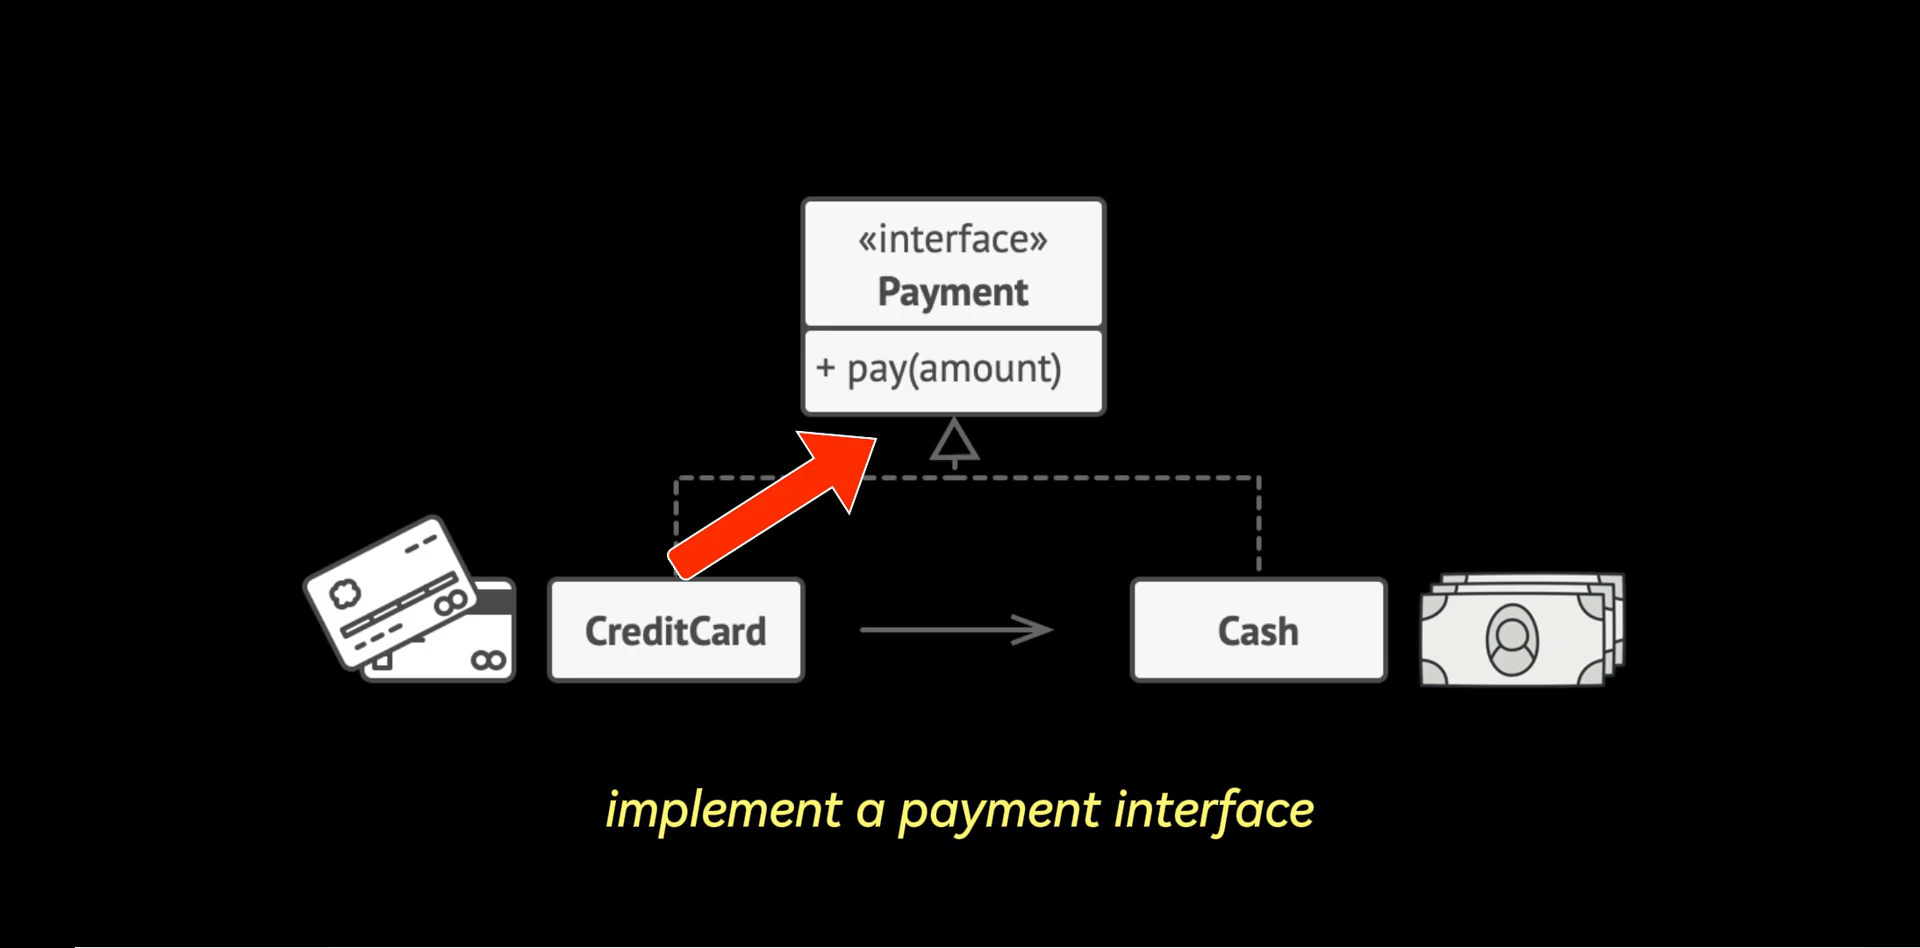 «interface»
Payment
+ pay(amount)
CreditCard
Cash
implement a payment interface